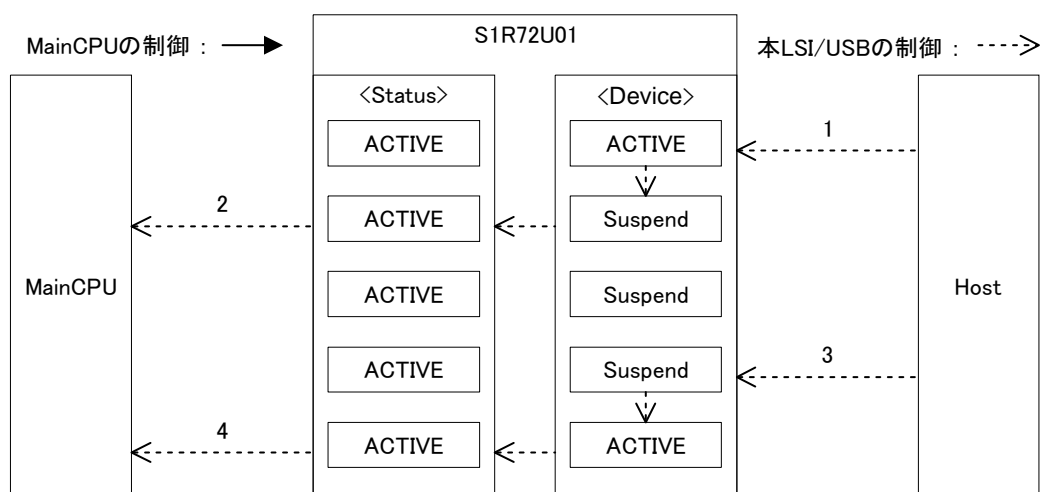 S1R72U01
MainCPUの制御 :
本LSI/USBの制御 :
<Status>
<Device>
ACTIVE
ACTIVE
1
2
ACTIVE
Suspend
MainCPU
ACTIVE
Suspend
Host
ACTIVE
Suspend
3
4
ACTIVE
ACTIVE